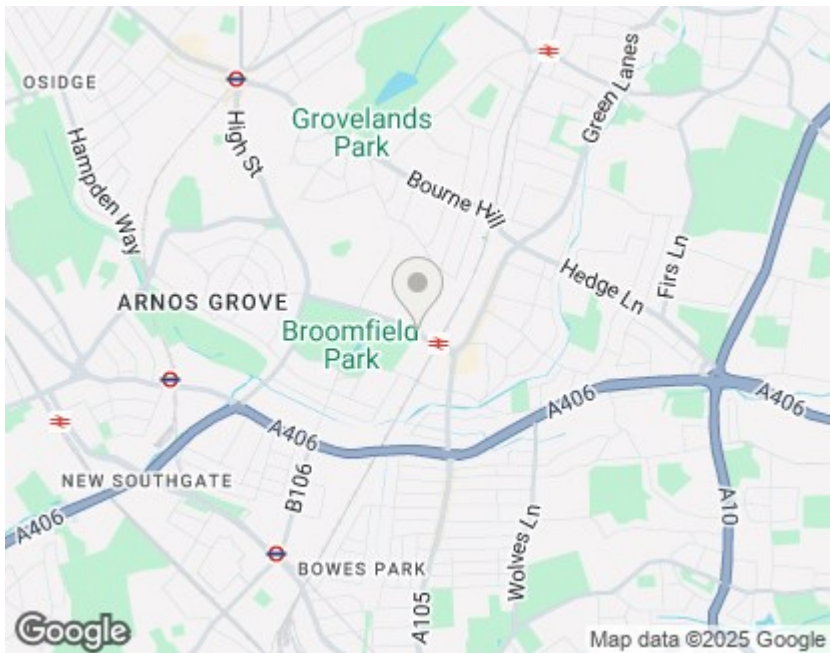 OSIDGE
Hampden Way
High St
Grovelands
Park
Bourne Hill
Green Lanes
Hedge Ln
Firs Ln
ARNOS GROVE
Broomfield
Park
A406
A406
A406
A406
NEW SOUTHGATE
B106
BOWES PARK
A105
Wolves Ln
A10
Google
Map data ©2025 Google